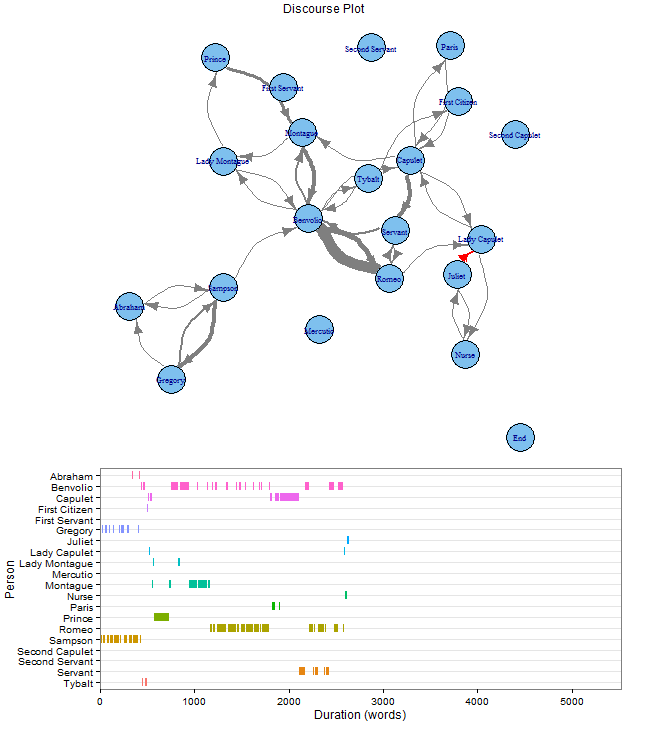 Discourse Plot
Second Servant
Paris
Prince
First Servant
First Citizen
Montague
Second Capulet
Lady Montague
Capulet
Tybalt
Benvolio
Servant
Lady Capulet
Juliet
Romeo
Sampson
Abraham
Mercutio
Nurse
Gregory
End
Person
Abraham
Benvolio
Capulet
First Citizen
First Servant
Gregory
Juliet
Lady Capulet
Lady Montague
Mercutio
Montague
Nurse
Paris
Prince
Romeo
Sampson
Second Capulet
Second Servant
Servant
Tybalt
0 1000 2000 3000 4000 5000
Duration (words)